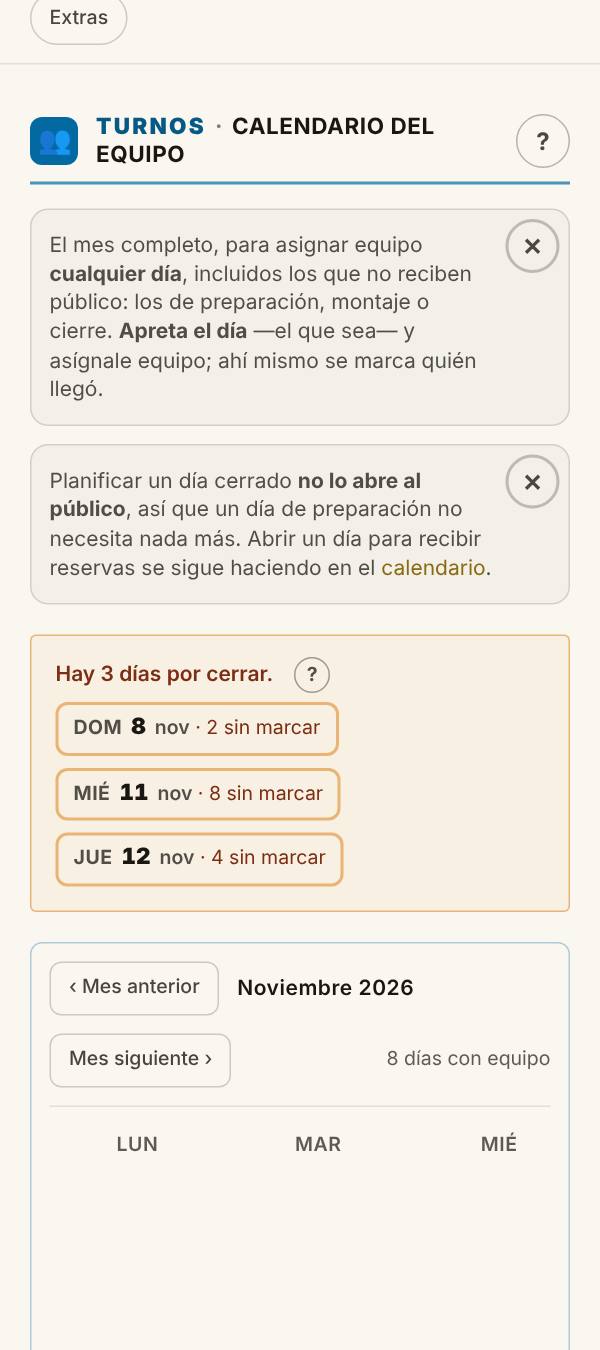 Extras
TURNOS · CALENDARIO DEL
EQUIPO
?
El mes completo, para asignar equipo
cualquier día, incluidos los que no reciben
público: los de preparación, montaje o
cierre. Apreta el día —el que sea— y
asígnale equipo; ahí mismo se marca quién
llegó.
✕
Planificar un día cerrado no lo abre al
público, así que un día de preparación no
necesita nada más. Abrir un día para recibir
reservas se sigue haciendo en el calendario.
✕
Hay 3 días por cerrar. ?
DOM 8 nov · 2 sin marcar
MIÉ 11 nov · 8 sin marcar
JUE 12 nov · 4 sin marcar
‹ Mes anterior Noviembre 2026
Mes siguiente › 8 días con equipo
LUN MAR MIÉ